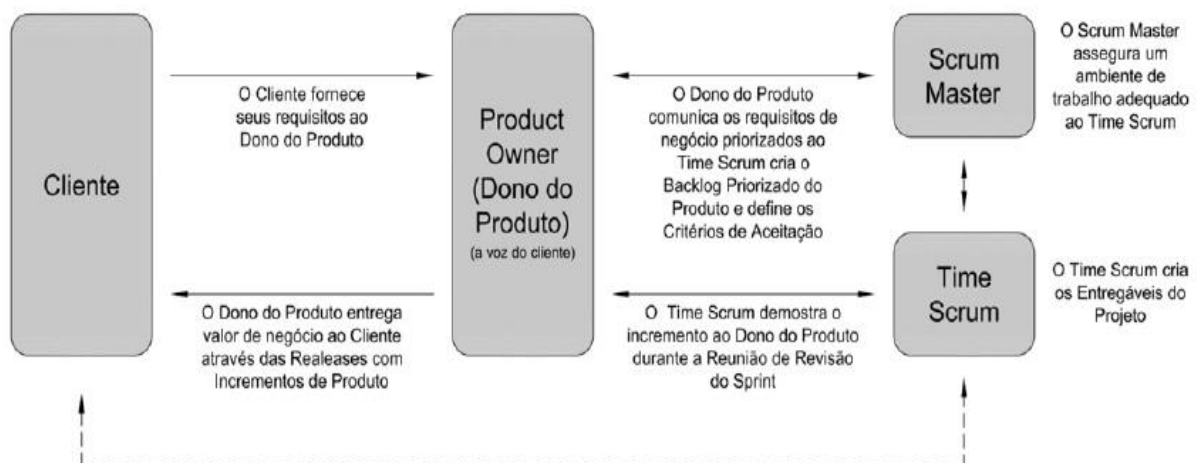 Cliente
O Cliente fornece
seus requisitos ao
Dono do Produto
O Dono do Produto entrega
valor de negócio ao Cliente
através das Realeases com
Incrementos de Produto
Product
Owner
(Dono do
Produto)
(a voz do cliente)
O Dono do Produto
comunica os requisitos de
negócio priorizados ao
Time Scrum cria o
Backlog Priorizado do
Produto e define os
Critérios de Aceitação
O Time Scrum demostra o
incremento ao Dono do Produto
durante a Reunião de Revisão
do Sprint
Scrum
Master
O Scrum Master
assegura um
ambiente de
trabalho adequado
ao Time Scrum
Time
Scrum
O Time Scrum cria
os Entregáveis do
Projeto